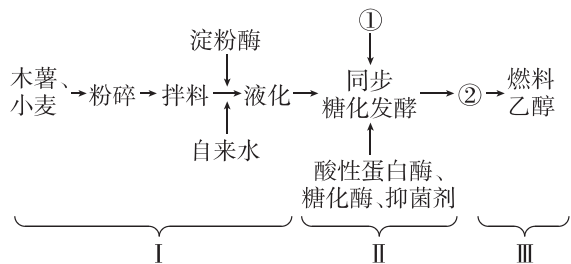 淀粉酶
①
木薯、
小麦
粉碎
拌料
液化
同步
糖化发酵
②
燃料
乙醇
自来水
酸性蛋白酶、
糖化酶、抑菌剂
Ⅰ
Ⅱ
Ⅲ